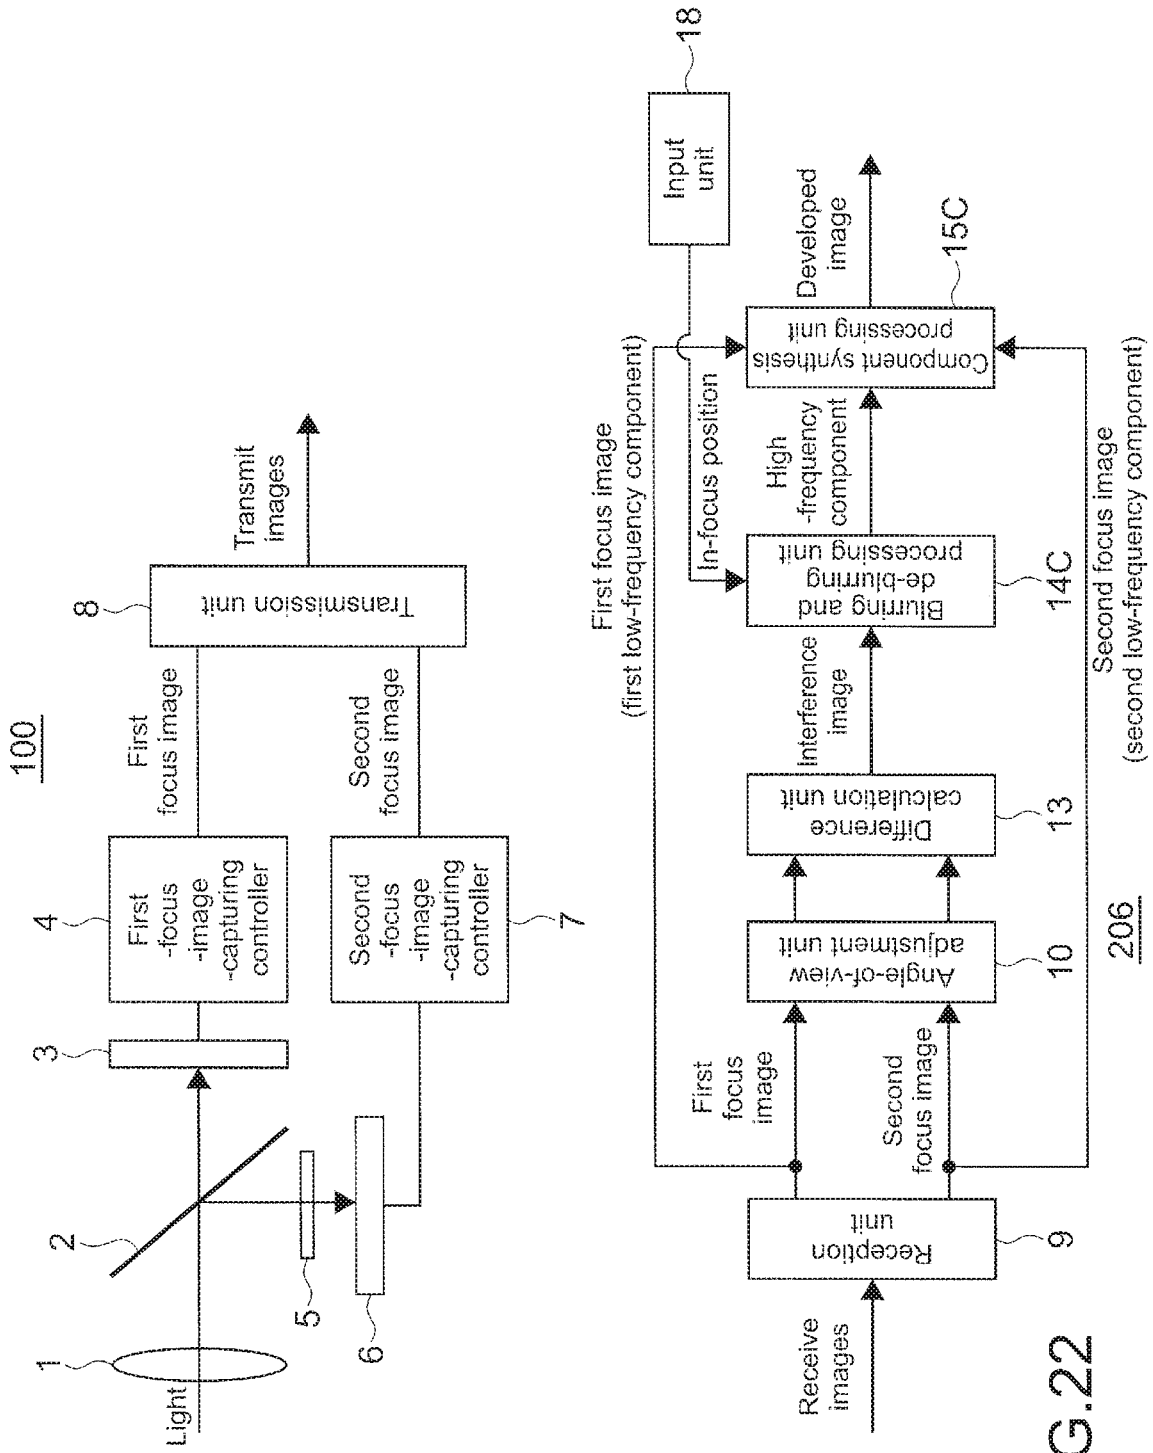 100
Light
1
2
3
4
First
-focus
-image
-capturing
controller
First
focus image
5
6
7
Second
-focus
-image
-capturing
controller
Second
focus image
8
Transmission unit
Transmit
images
Receive
images
9
Reception
unit
First
focus
image
Second
focus image
10
Angle-of-view
adjustment unit
13
Difference
calculation unit
Interference
image
14C
Blurring and
de-blurring
processing unit
In-focus position
High
-frequency
component
First focus image
(first low-frequency component)
Second focus image
(second low-frequency component)
15C
Component synthesis
processing unit
Developed
image
Input
unit
18
206
G.22